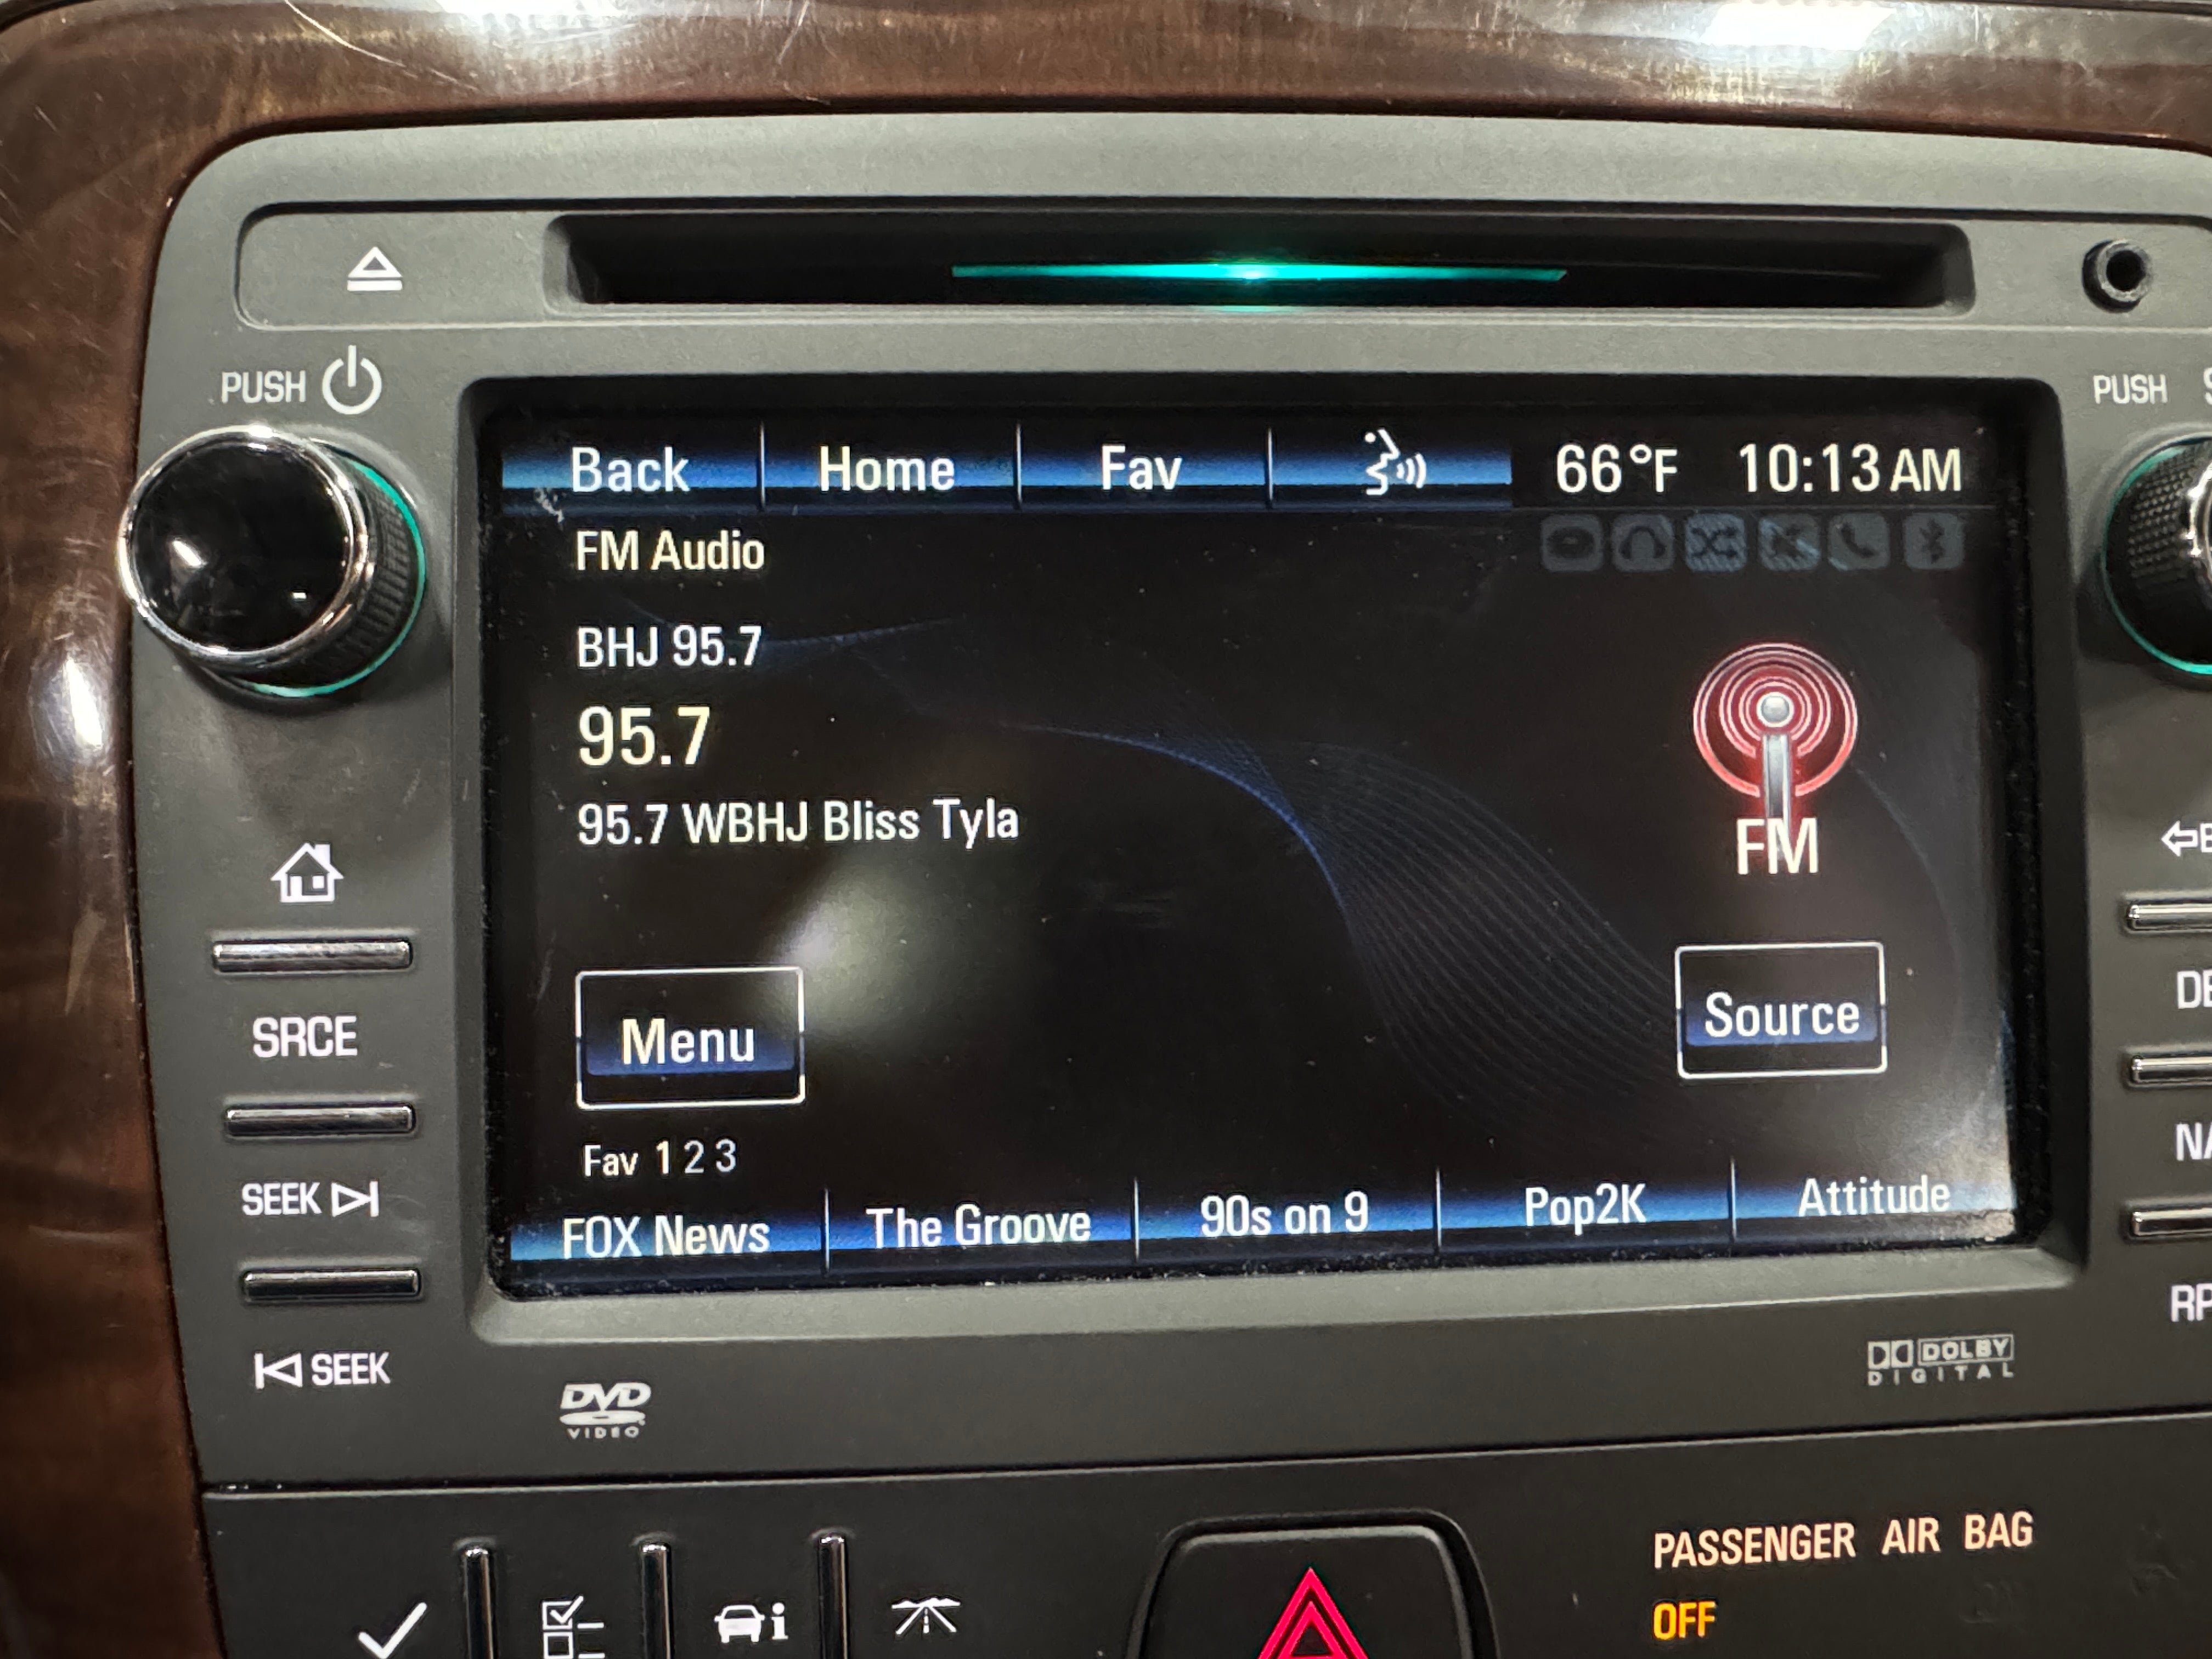 PUSH
PUSH
Back Home Fav 66°F 10:13 AM
FM Audio
BHJ 95.7
95.7
95.7 WBHJ Bliss Tyla
FM
Menu
Source
SRCE
Fav 1 2 3
SEEK
FOX News The Groove 90s on 9 Pop2K Attitude
SEEK
DVD
VIDEO
DOLBY
DIGITAL
PASSENGER AIR BAG
OFF